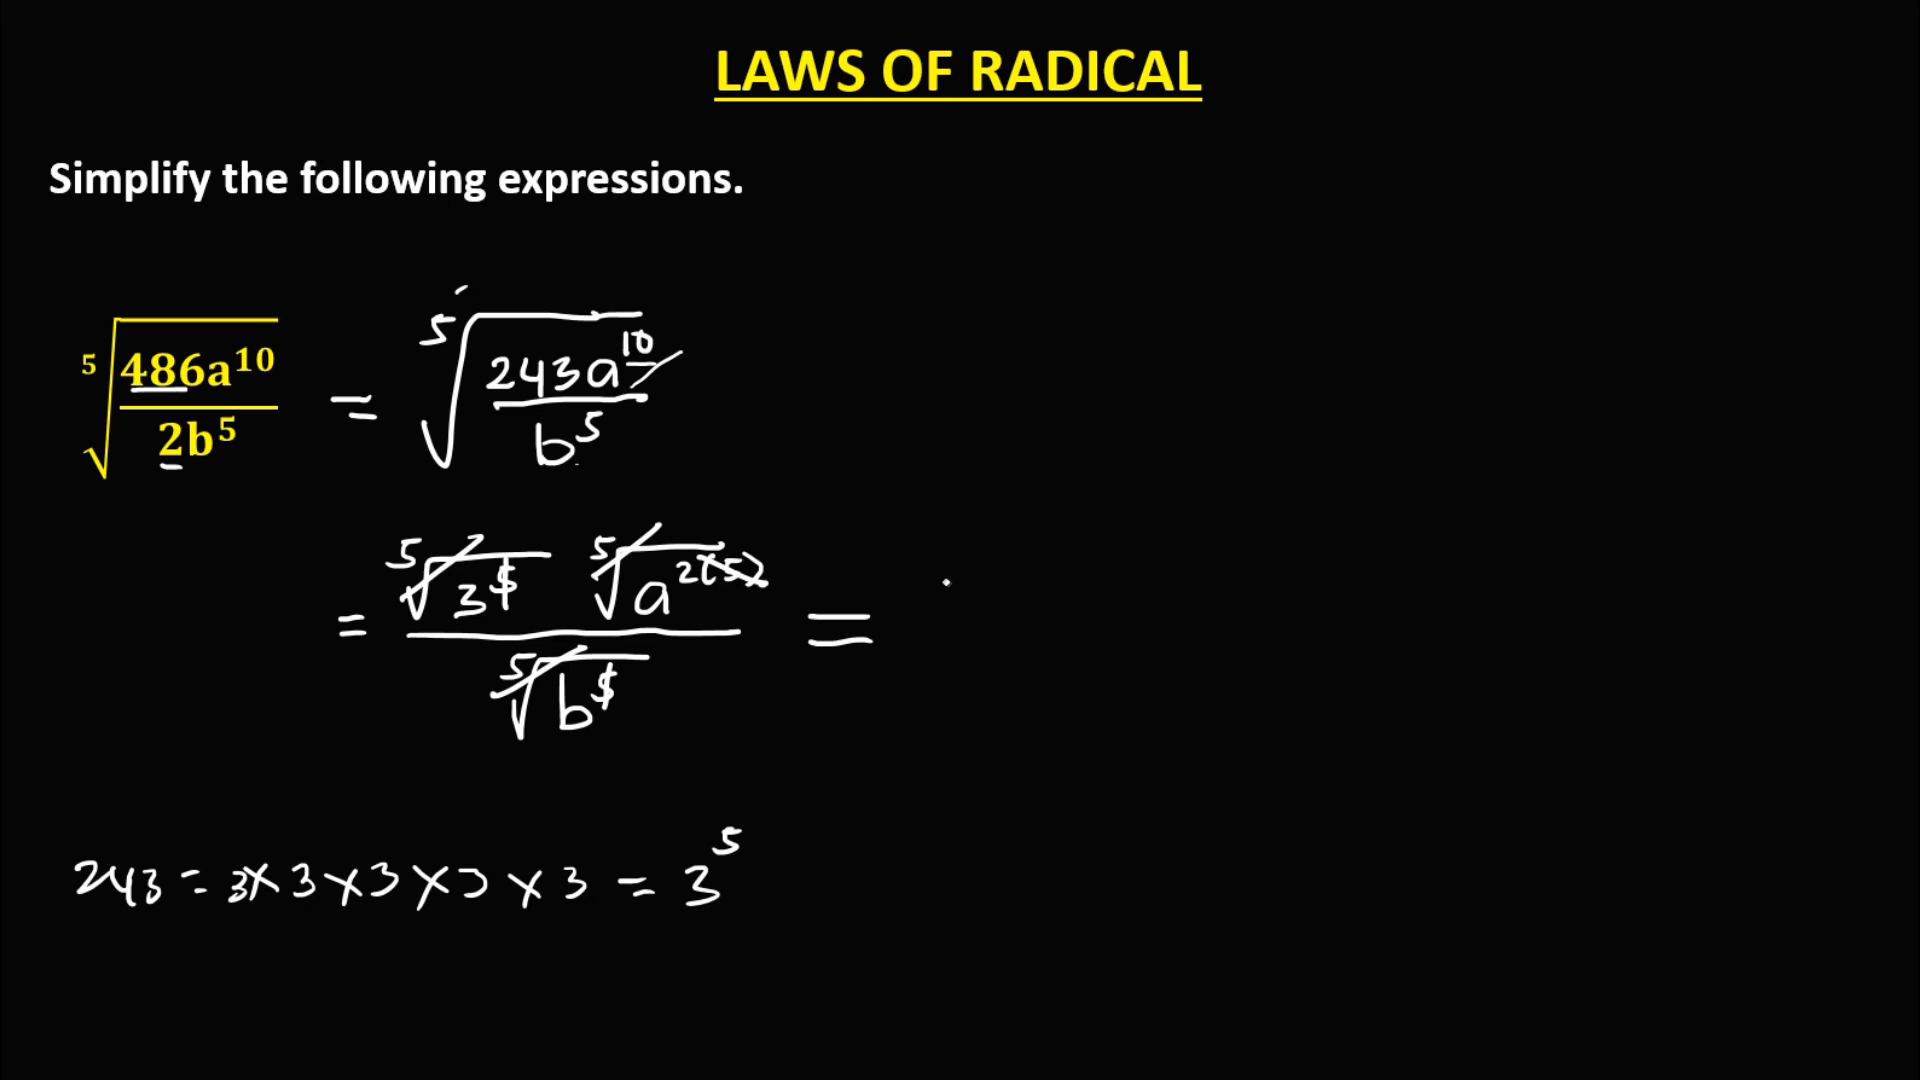 LAWS OF RADICAL
Simplify the following expressions.
⁵√(486a¹⁰ / 2b⁵) = ⁵√(243a¹⁰ / b⁵)
= ⁵√3⁵ ⁵√a²⁽⁵⁾ / ⁵√b⁵ =
243 = 3 × 3 × 3 × 3 × 3 = 3⁵